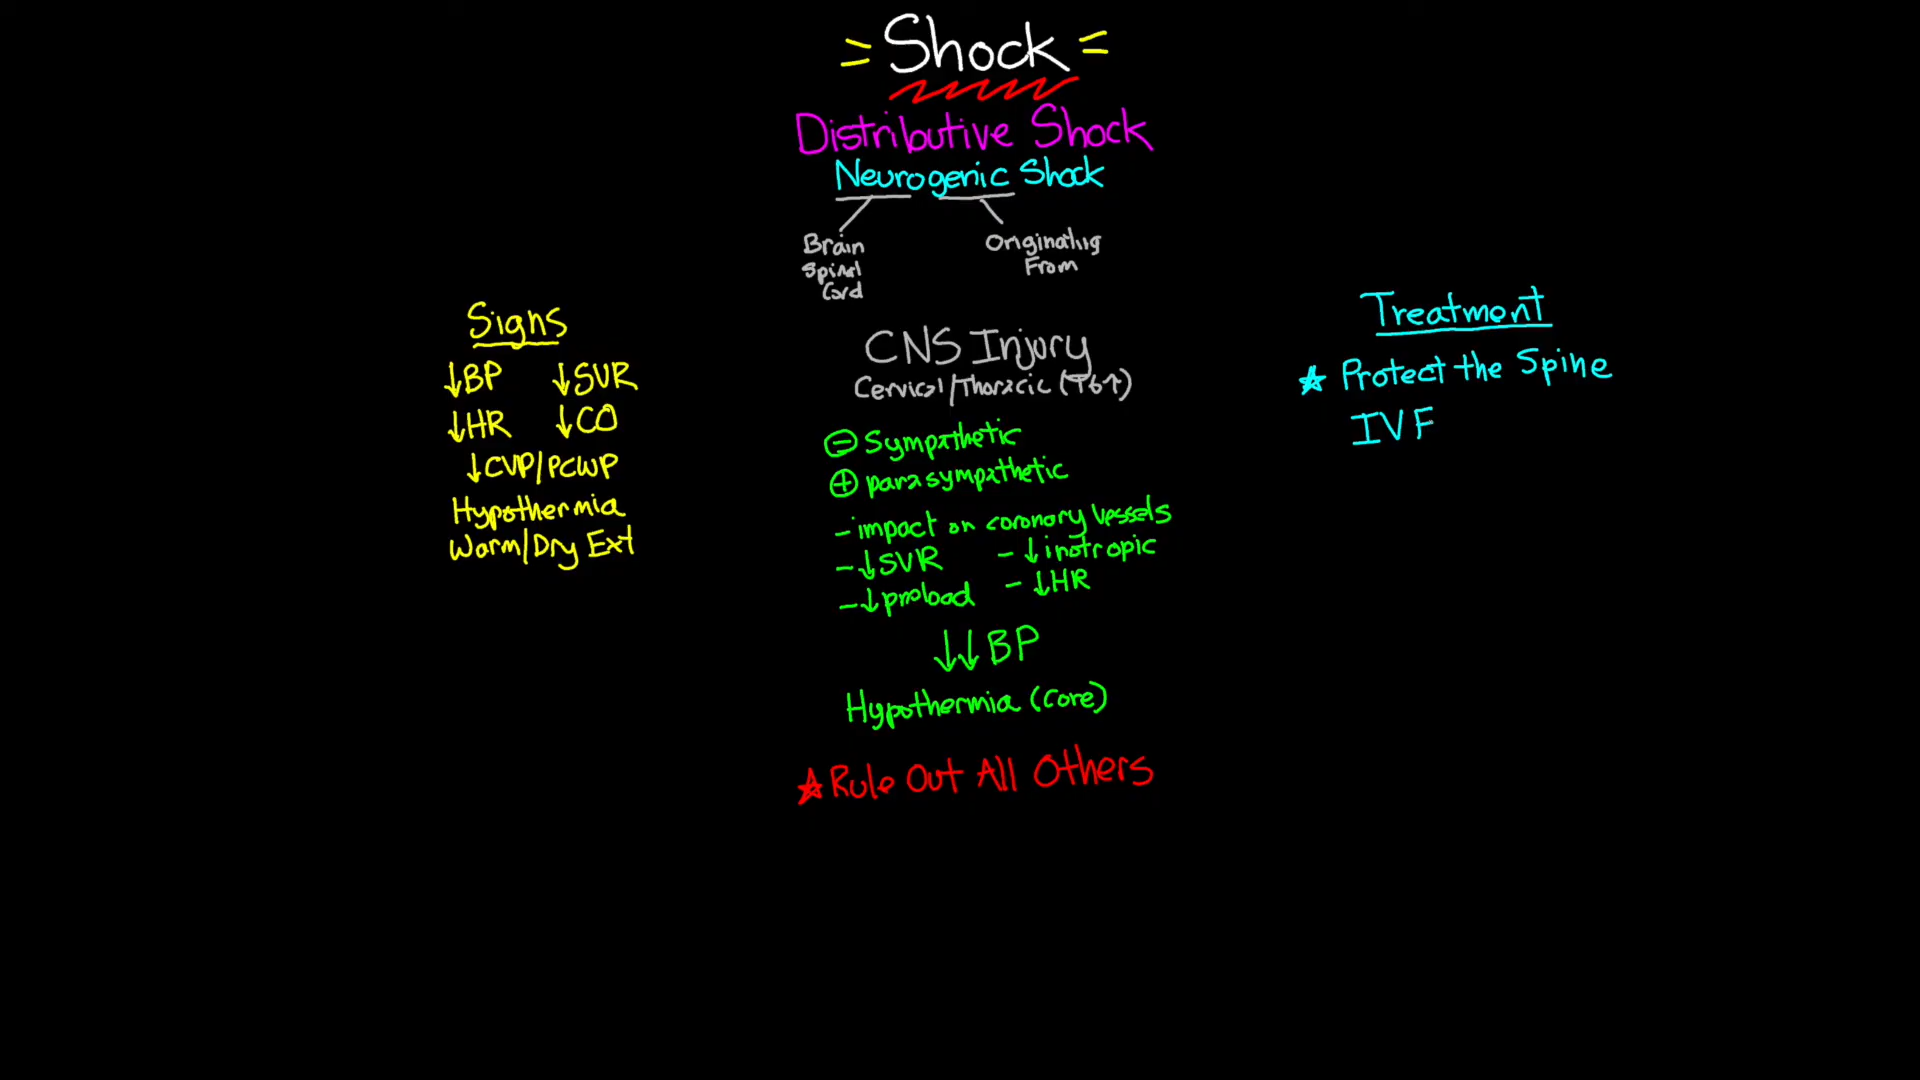 = Shock =
Distributive Shock
Neurogenic Shock
Brain
Spinal
Cord
Originating
From
Signs
↓BP ↓SVR
↓HR ↓CO
↓CVP/PCWP
Hypothermia
Warm/Dry Ext
CNS Injury
Cervical/Thoracic (T6↑)
⊖ Sympathetic
⊕ parasympathetic
- impact on coronary vessels
- ↓SVR - ↓inotropic
- ↓preload - ↓HR
↓↓BP
Hypothermia (core)
☆ Rule Out All Others
Treatment
★ Protect the Spine
IVF